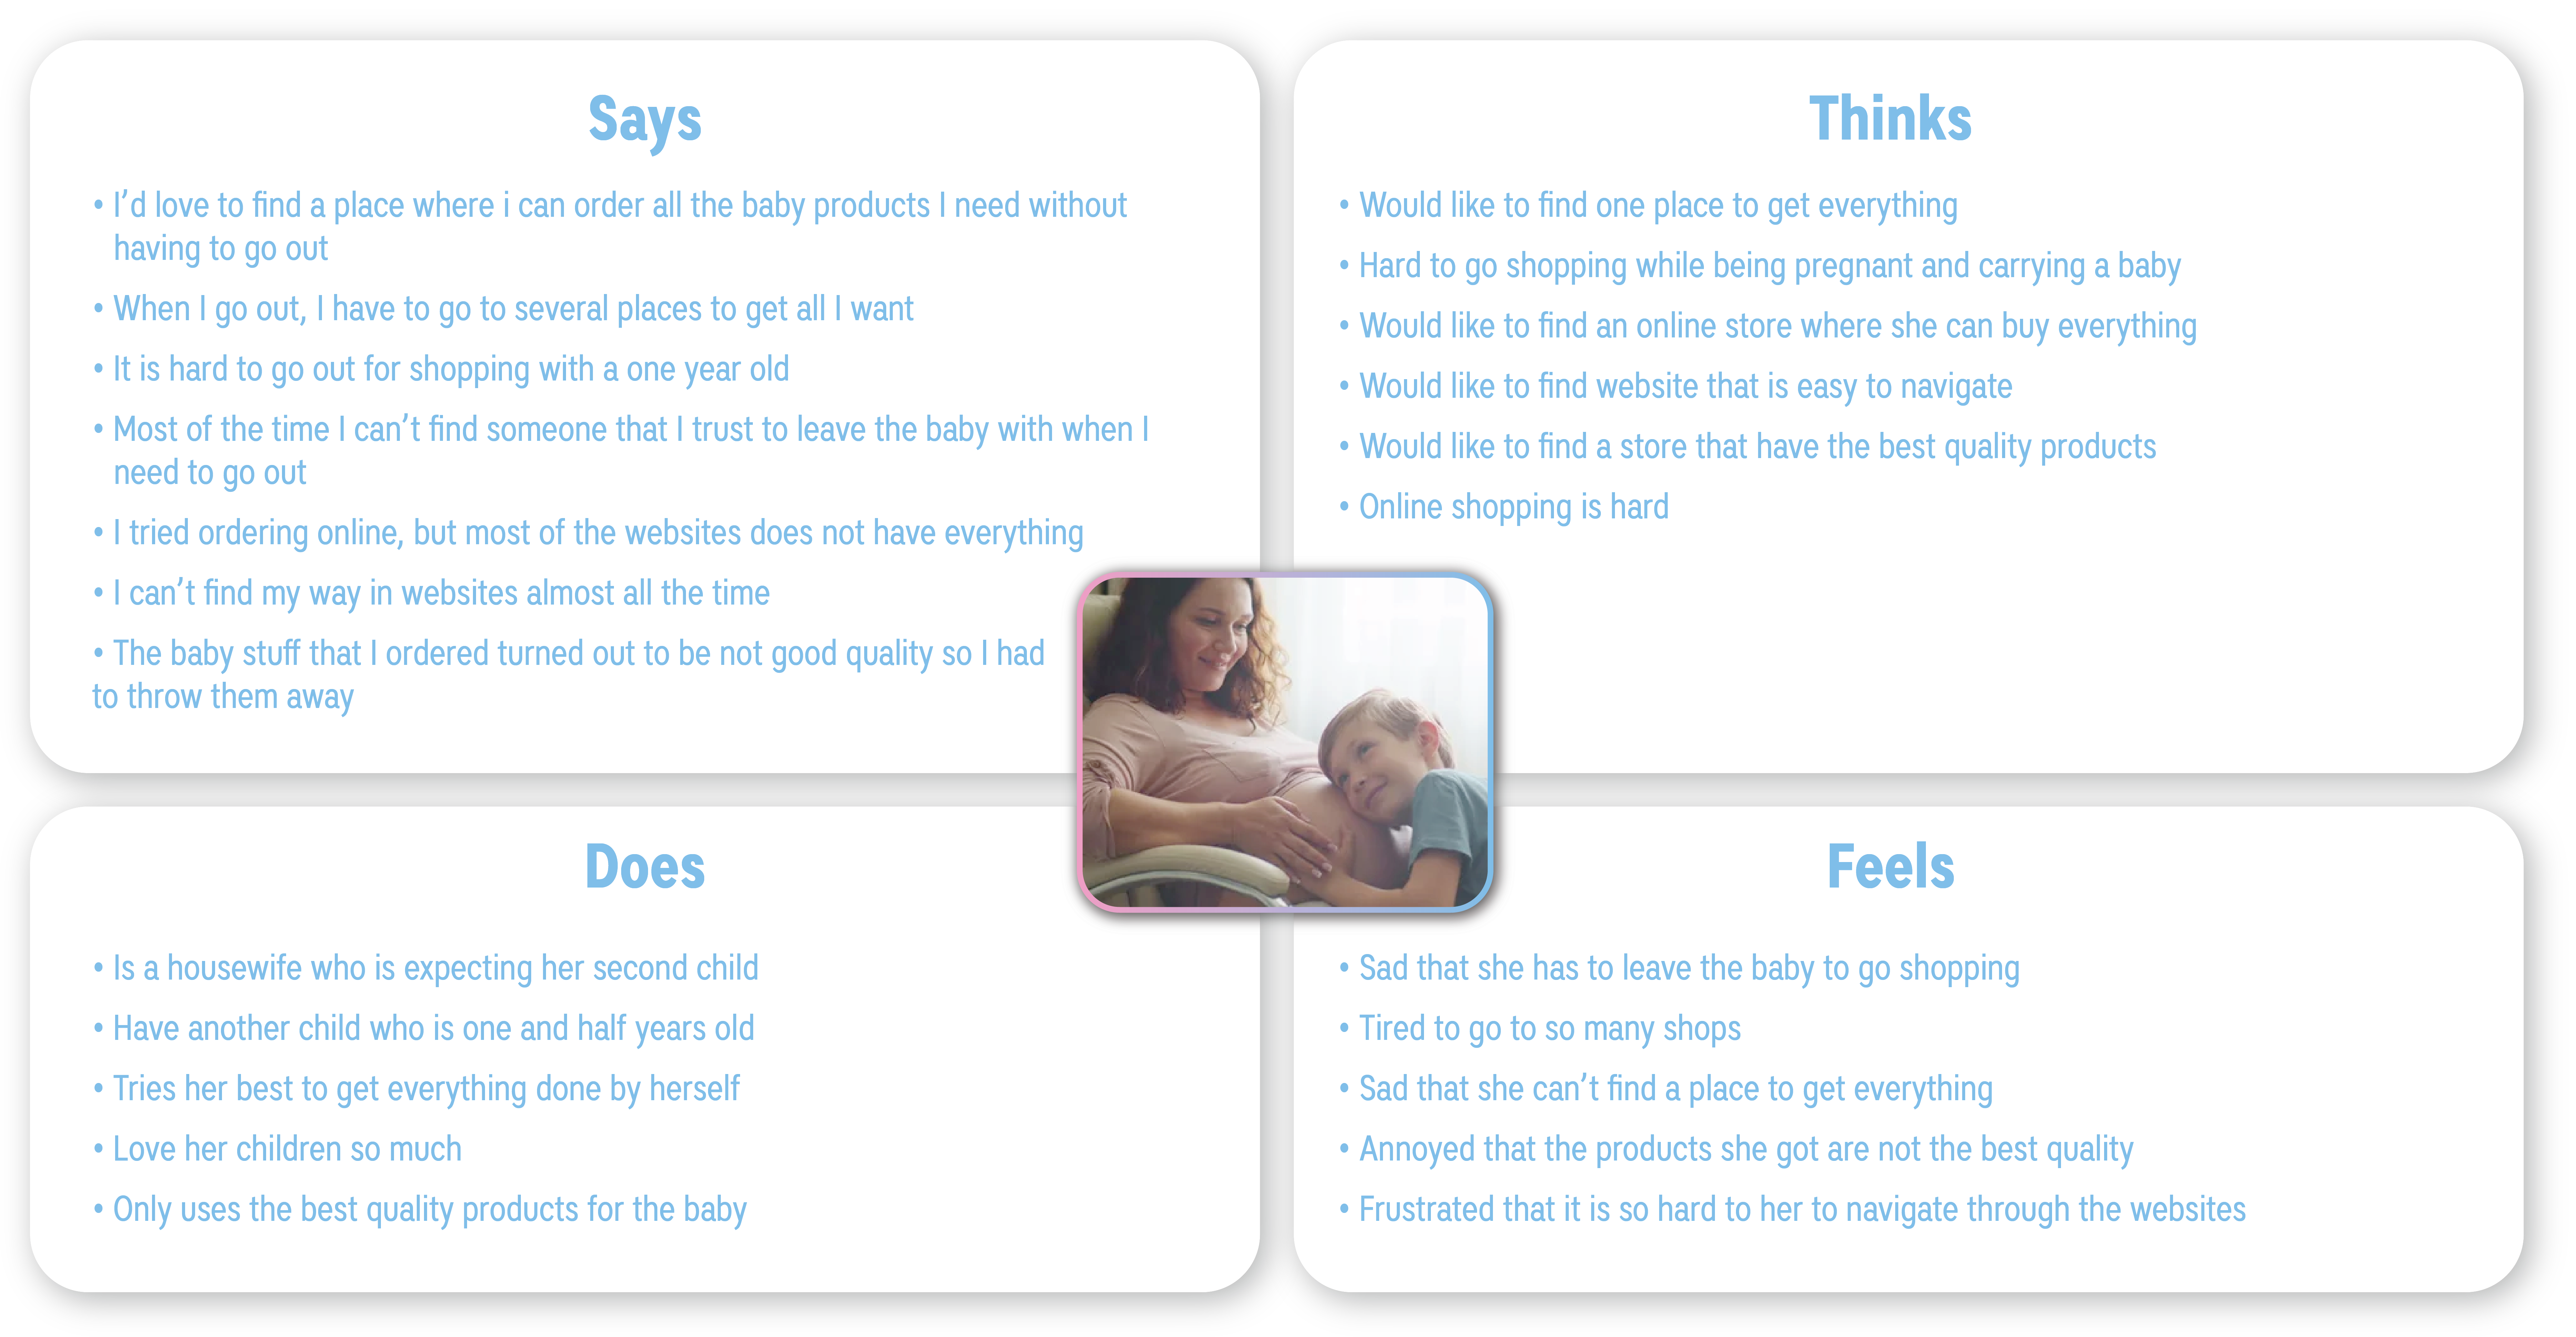 Says
• I’d love to find a place where i can order all the baby products I need without
having to go out
• When I go out, I have to go to several places to get all I want
• It is hard to go out for shopping with a one year old
• Most of the time I can’t find someone that I trust to leave the baby with when I
need to go out
• I tried ordering online, but most of the websites does not have everything
• I can’t find my way in websites almost all the time
• The baby stuff that I ordered turned out to be not good quality so I had
to throw them away
Thinks
• Would like to find one place to get everything
• Hard to go shopping while being pregnant and carrying a baby
• Would like to find an online store where she can buy everything
• Would like to find website that is easy to navigate
• Would like to find a store that have the best quality products
• Online shopping is hard
Does
• Is a housewife who is expecting her second child
• Have another child who is one and half years old
• Tries her best to get everything done by herself
• Love her children so much
• Only uses the best quality products for the baby
Feels
• Sad that she has to leave the baby to go shopping
• Tired to go to so many shops
• Sad that she can’t find a place to get everything
• Annoyed that the products she got are not the best quality
• Frustrated that it is so hard to her to navigate through the websites